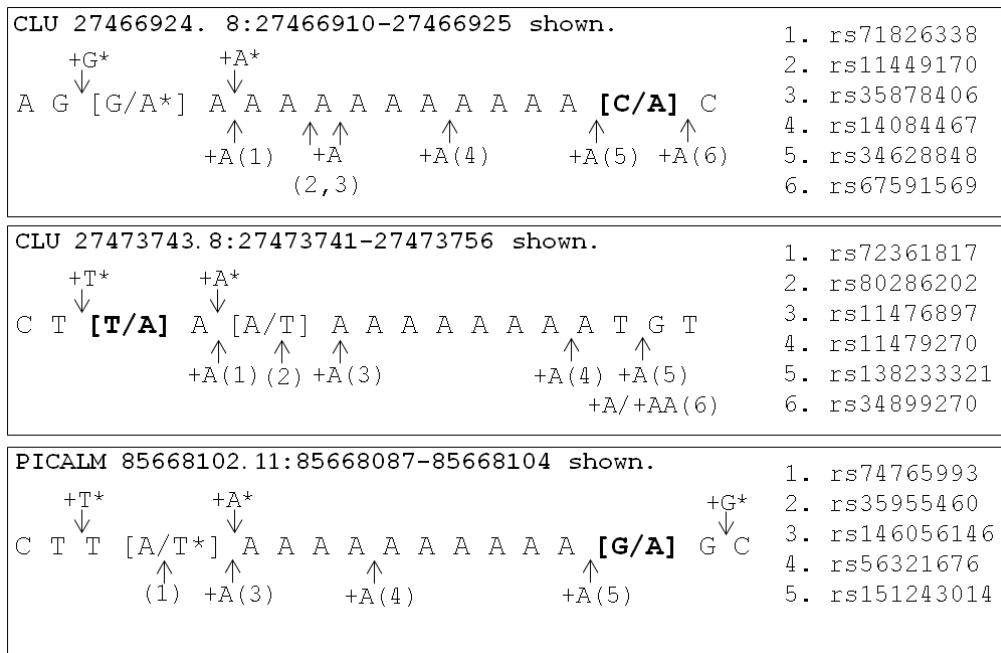 CLU 27466924. 8:27466910-27466925 shown.
+G* +A*
A G [G/A*] A A A A A A A A A A A [C/A] C
+A(1) +A +A(4) +A(5) +A(6)
(2,3)
1. rs71826338
2. rs11449170
3. rs35878406
4. rs14084467
5. rs34628848
6. rs67591569
CLU 27473743.8:27473741-27473756 shown.
+T* +A*
C T [T/A] A [A/T] A A A A A A A A T G T
+A(1) (2) +A(3) +A(4) +A(5)
+A/+AA(6)
1. rs72361817
2. rs80286202
3. rs11476897
4. rs11479270
5. rs138233321
6. rs34899270
PICALM 85668102.11:85668087-85668104 shown.
+T* +A* +G*
C T T [A/T*] A A A A A A A A A A [G/A] G C
(1) +A(3) +A(4) +A(5)
1. rs74765993
2. rs35955460
3. rs146056146
4. rs56321676
5. rs151243014